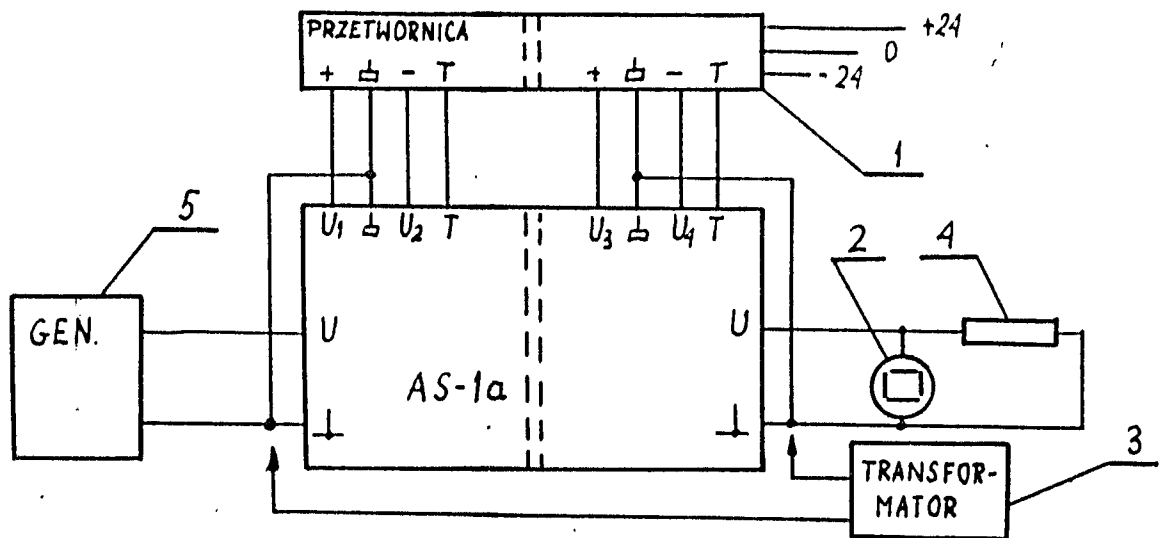 PRZETWORNICA
+24
0
-24
+ - T + - T
1
5
U1 U2 T U3 U4 T
2 4
GEN.
U U
AS-1a
TRANSFOR-
MATOR
3